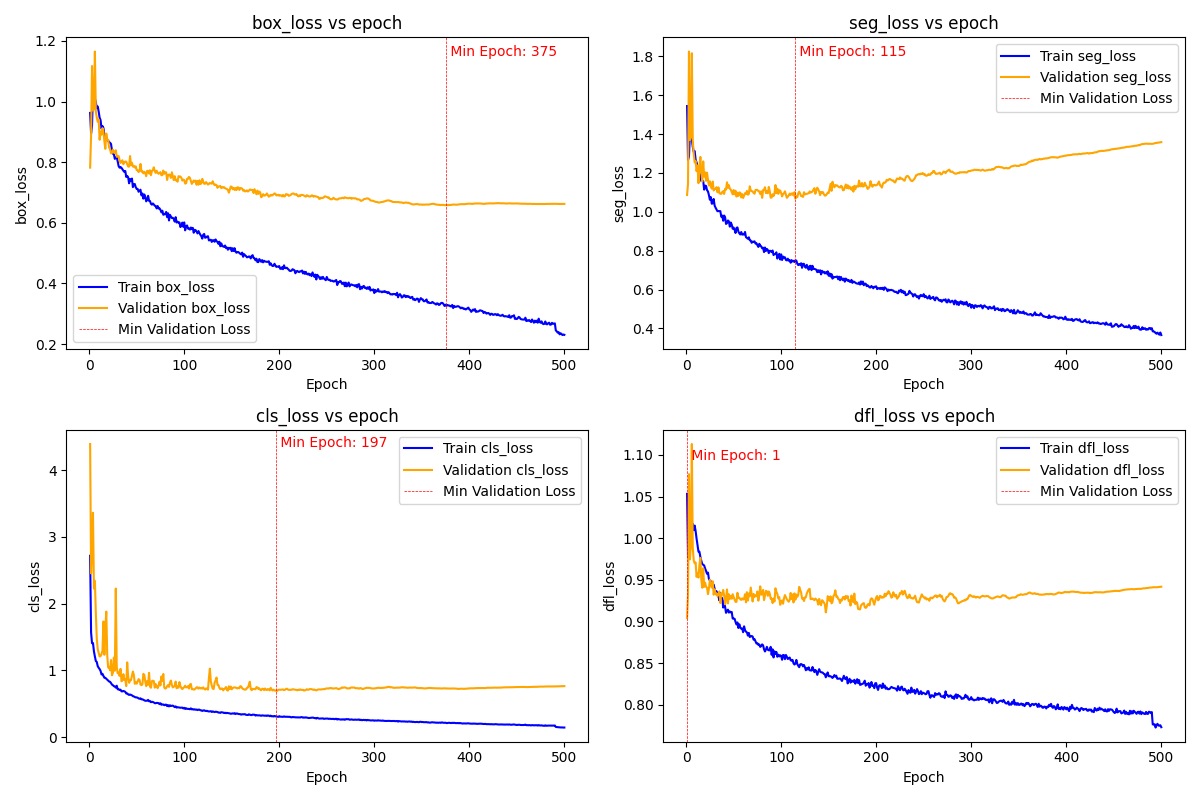 box_loss vs epoch
1.2
1.0
0.8
0.6
0.4
0.2
box_loss
Min Epoch: 375
Train box_loss
Validation box_loss
Min Validation Loss
0 100 200 300 400 500
Epoch
seg_loss vs epoch
1.8
1.6
1.4
1.2
1.0
0.8
0.6
0.4
seg_loss
Min Epoch: 115
Train seg_loss
Validation seg_loss
Min Validation Loss
0 100 200 300 400 500
Epoch
cls_loss vs epoch
4
3
2
1
0
cls_loss
Min Epoch: 197
Train cls_loss
Validation cls_loss
Min Validation Loss
0 100 200 300 400 500
Epoch
dfl_loss vs epoch
1.10
1.05
1.00
0.95
0.90
0.85
0.80
dfl_loss
Min Epoch: 1
Train dfl_loss
Validation dfl_loss
Min Validation Loss
0 100 200 300 400 500
Epoch